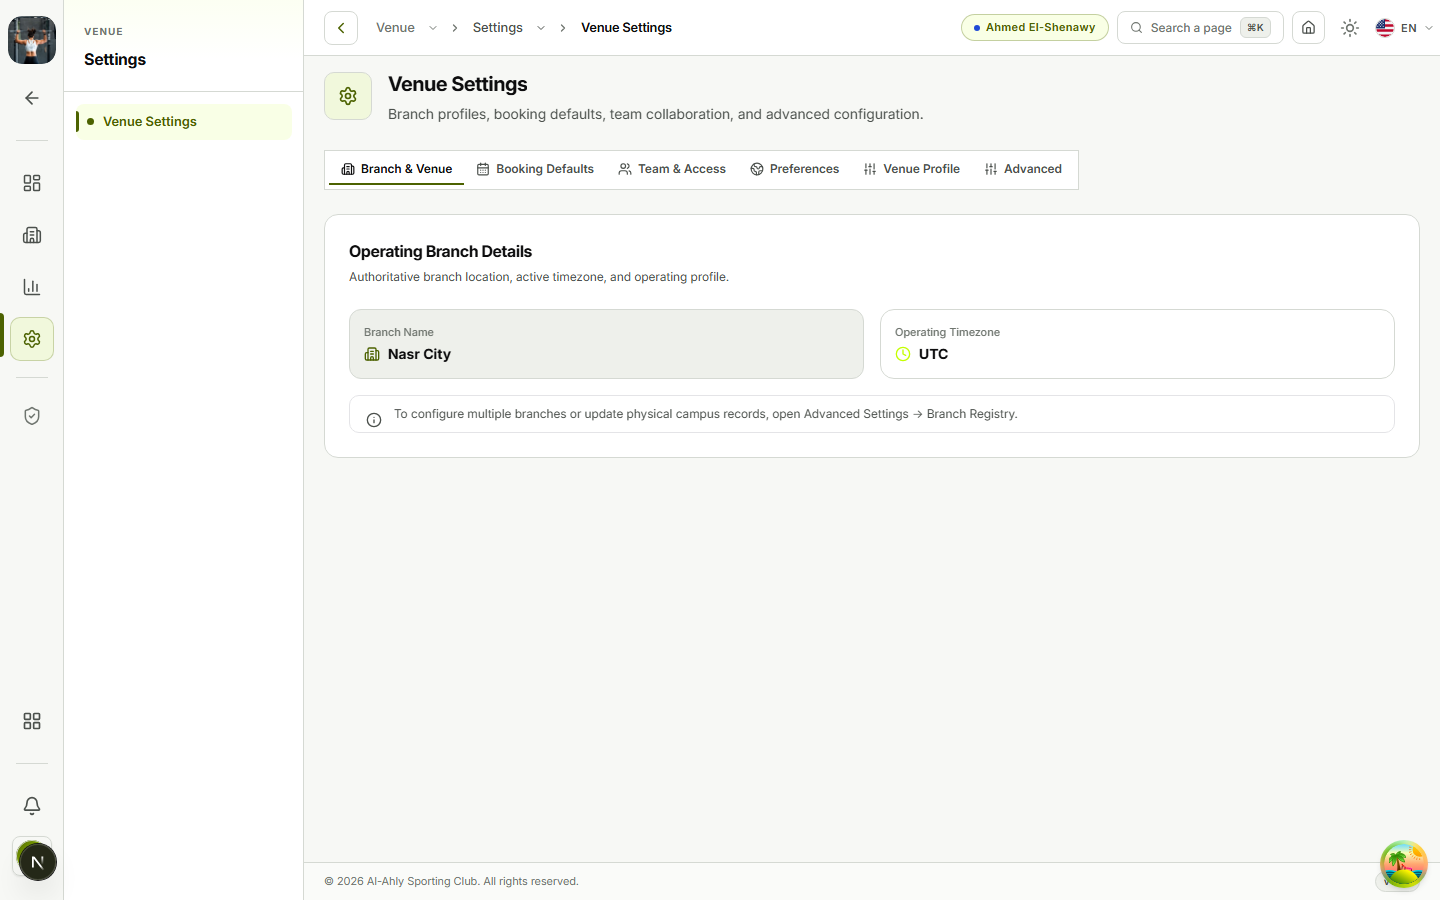 VENUE
Settings
Venue Settings
Venue
Settings
Venue Settings
Ahmed El-Shenawy
Search a page
⌘K
EN
Venue Settings
Branch profiles, booking defaults, team collaboration, and advanced configuration.
Branch & Venue
Booking Defaults
Team & Access
Preferences
Venue Profile
Advanced
Operating Branch Details
Authoritative branch location, active timezone, and operating profile.
Branch Name
Nasr City
Operating Timezone
UTC
To configure multiple branches or update physical campus records, open Advanced Settings → Branch Registry.
N
© 2026 Al-Ahly Sporting Club. All rights reserved.